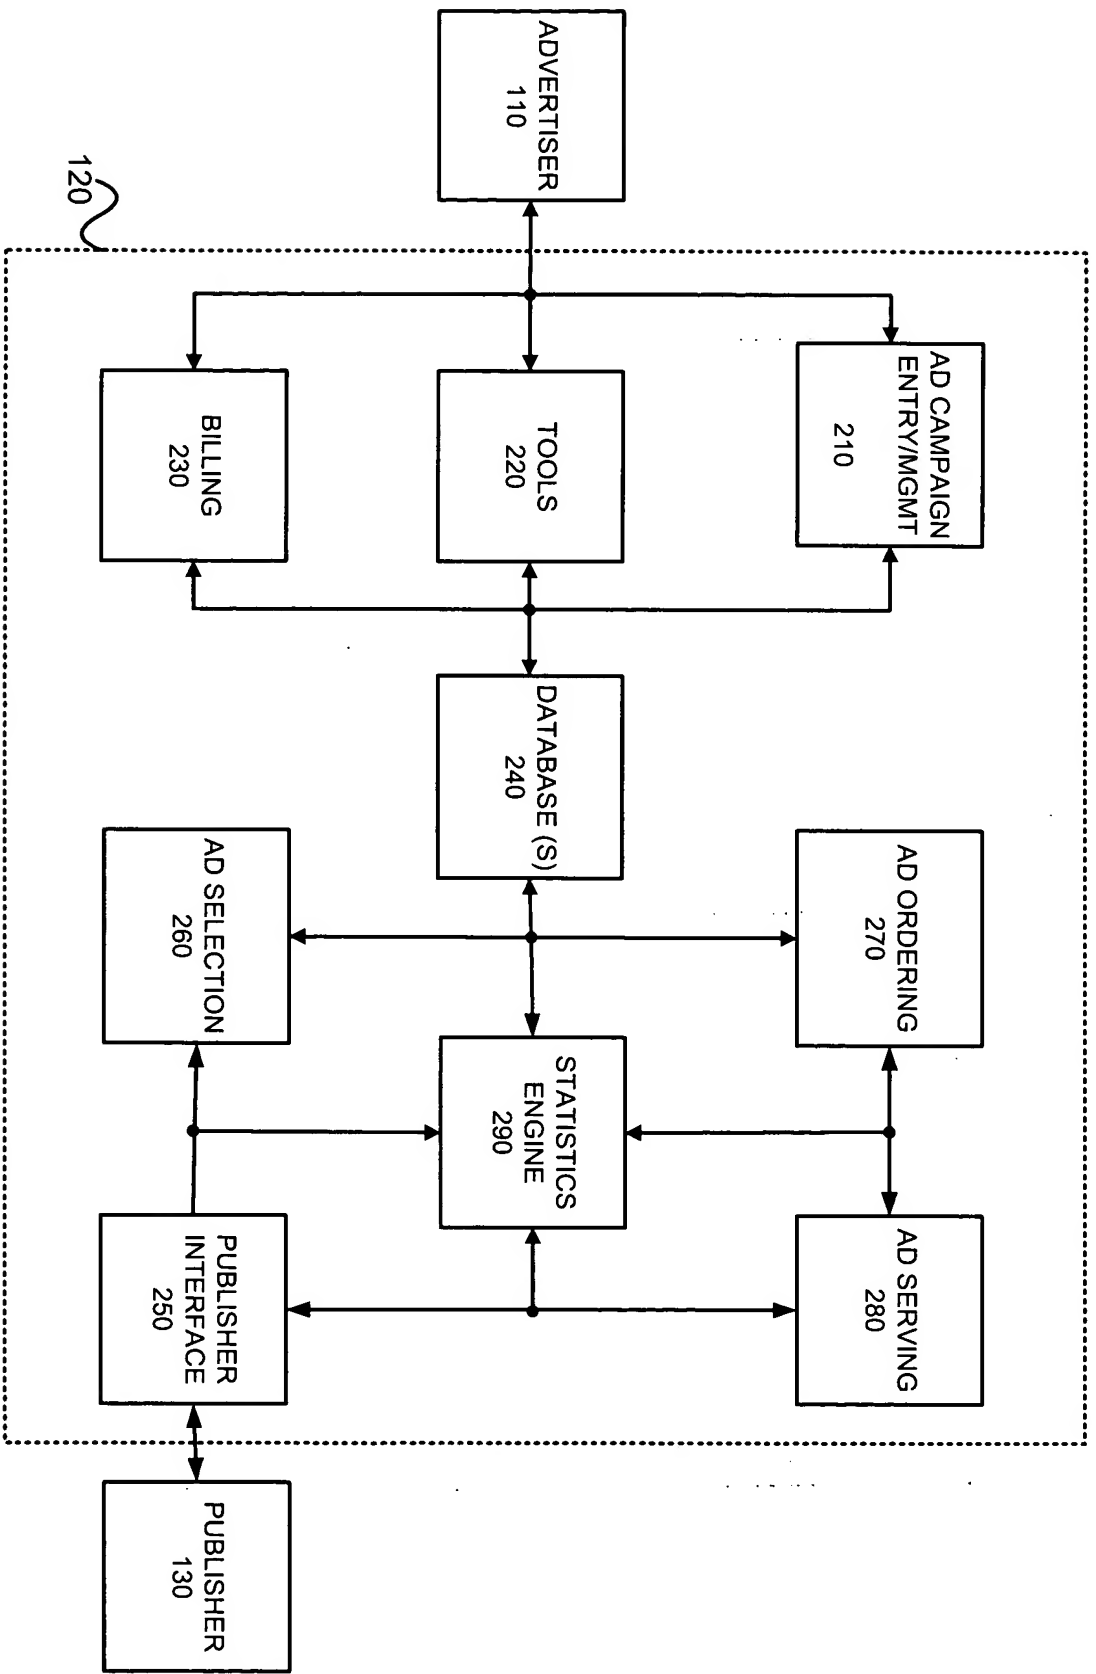 ADVERTISER
110
120
AD CAMPAIGN
ENTRY/MGMT
210
TOOLS
220
BILLING
230
DATABASE (S)
240
AD ORDERING
270
AD SELECTION
260
STATISTICS
ENGINE
290
AD SERVING
280
PUBLISHER
INTERFACE
250
PUBLISHER
130